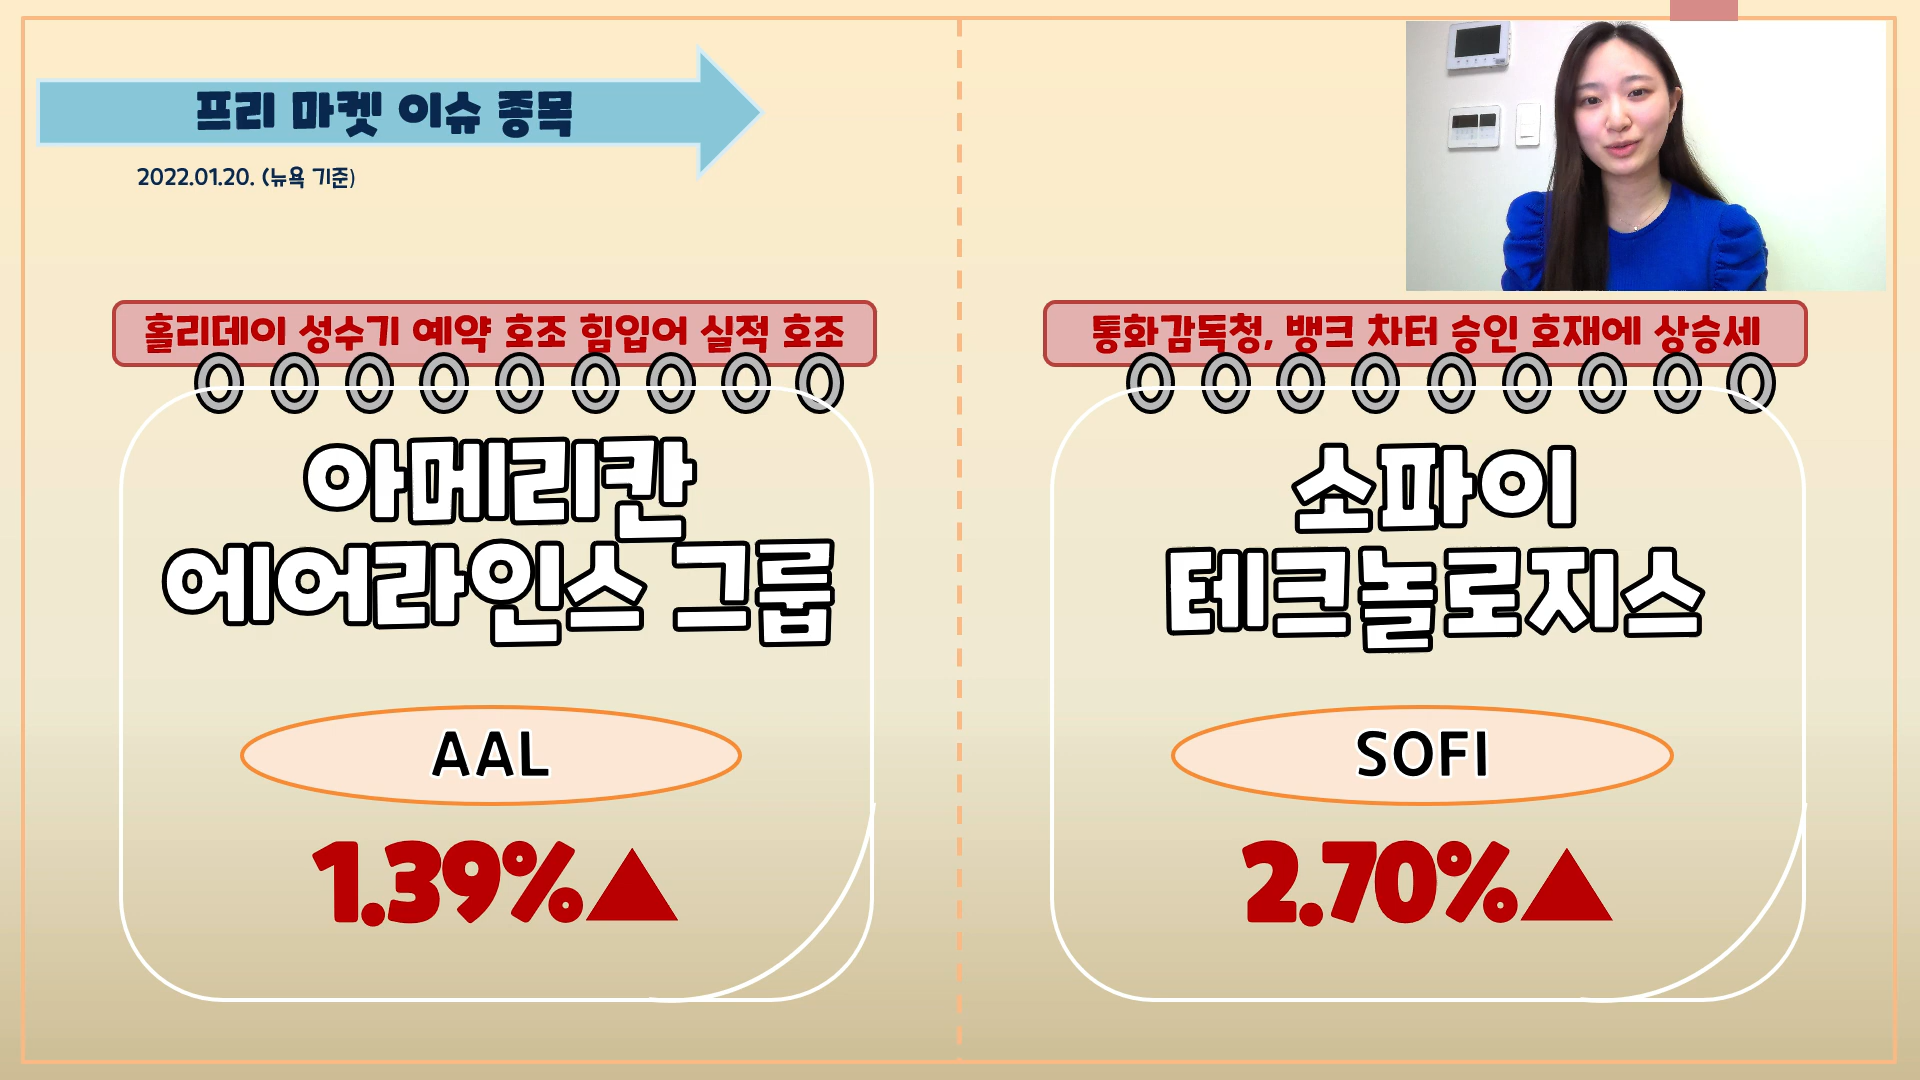 프리 마켓 이슈 종목
2022.01.20. (뉴욕 기준)
홀리데이 성수기 예약 호조 힘입어 실적 호조
아메리칸
에어라인스 그룹
AAL
1.39%▲
통화감독청, 뱅크 차터 승인 호재에 상승세
소파이
테크놀로지스
SOFI
2.70%▲